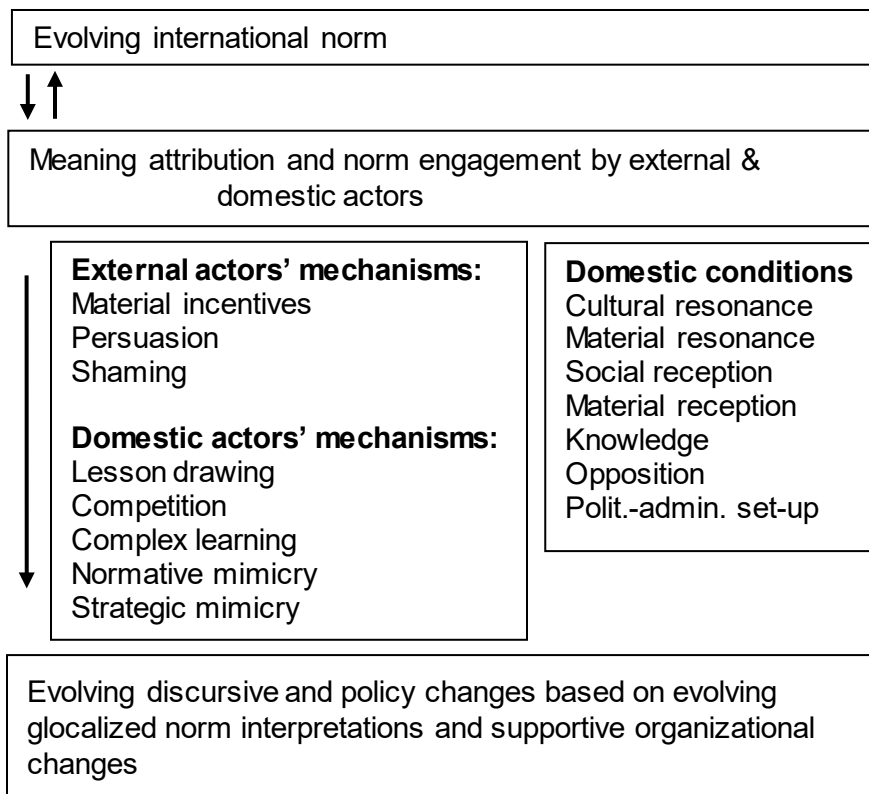 Evolving international norm
Meaning attribution and norm engagement by external &
domestic actors
External actors’ mechanisms:
Material incentives
Persuasion
Shaming
Domestic actors’ mechanisms:
Lesson drawing
Competition
Complex learning
Normative mimicry
Strategic mimicry
Domestic conditions
Cultural resonance
Material resonance
Social reception
Material reception
Knowledge
Opposition
Polit.-admin. set-up
Evolving discursive and policy changes based on evolving
glocalized norm interpretations and supportive organizational
changes